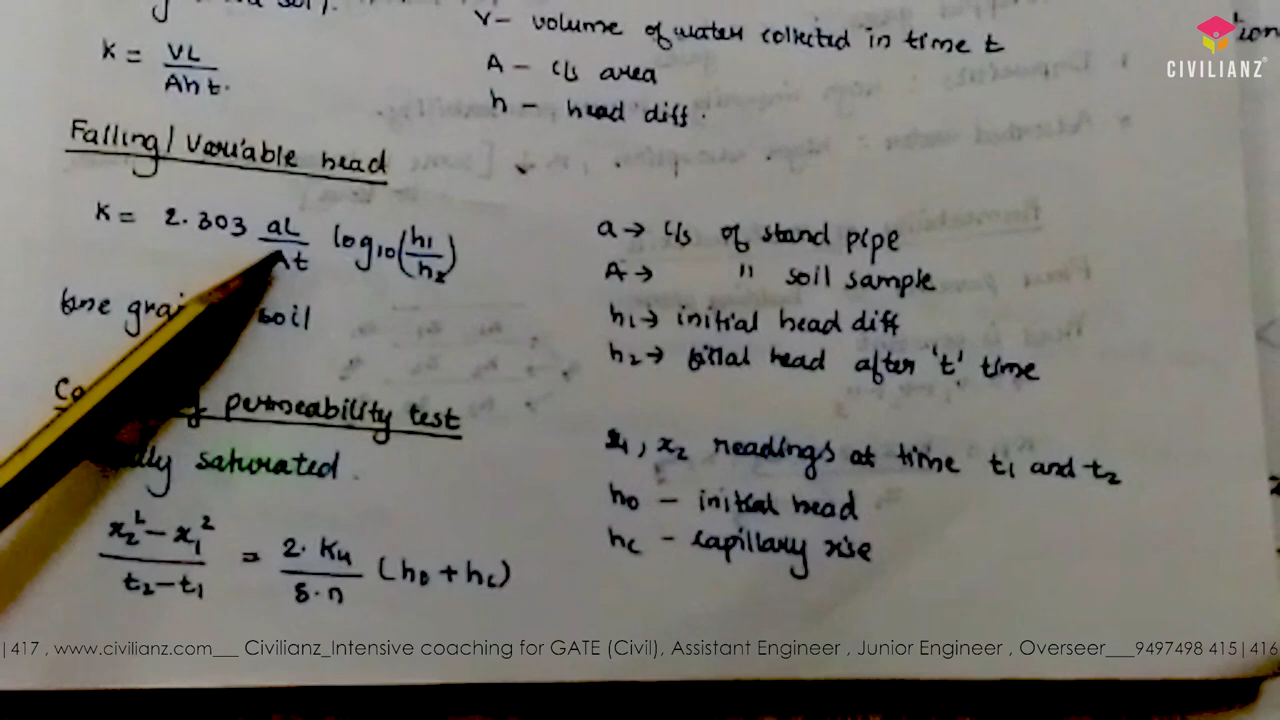 V- volume of water collected in time t
K = VL / Aht.
A - c/s area
h - head diff.
Falling/ Variable head
K = 2.303 aL / At log10 (h1/h2)
a → c/s of stand pipe
A → " soil sample
fine soil
h1 → initial head diff
h2 → final head after 't' time
permeability test
saturated.
x1, x2 readings at time t1 and t2
h0 - initial head
hc - capillary rise
x2² - x1² / t2 - t1 = 2. Ku / S.n (h0 + hc)
CIVILIANZ®
|417 , www.civilianz.com___ Civilianz_Intensive coaching for GATE (Civil), Assistant Engineer , Junior Engineer , Overseer___9497498 415|416